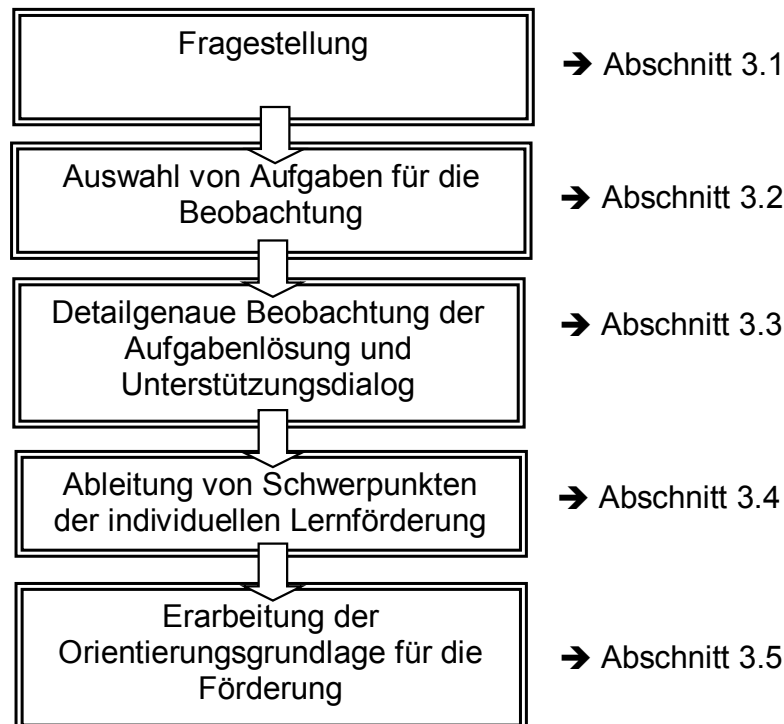 Fragestellung
➔ Abschnitt 3.1
Auswahl von Aufgaben für die
Beobachtung
➔ Abschnitt 3.2
Detailgenaue Beobachtung der
Aufgabenlösung und
Unterstützungsdialog
➔ Abschnitt 3.3
Ableitung von Schwerpunkten
der individuellen Lernförderung
➔ Abschnitt 3.4
Erarbeitung der
Orientierungsgrundlage für die
Förderung
➔ Abschnitt 3.5